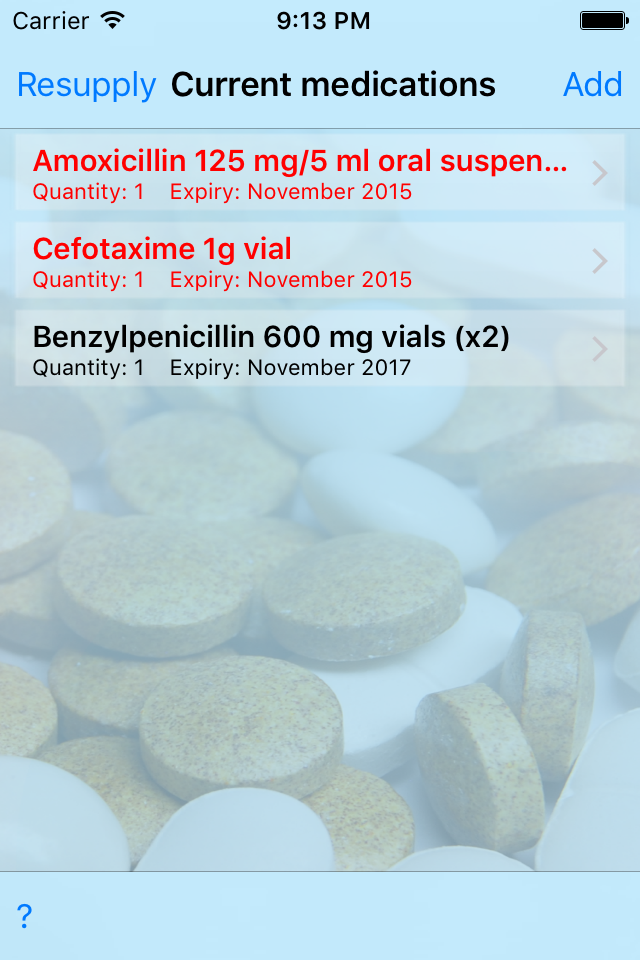 Carrier 9:13 PM
Resupply Current medications Add
Amoxicillin 125 mg/5 ml oral suspen...
Quantity: 1 Expiry: November 2015
Cefotaxime 1g vial
Quantity: 1 Expiry: November 2015
Benzylpenicillin 600 mg vials (x2)
Quantity: 1 Expiry: November 2017
?